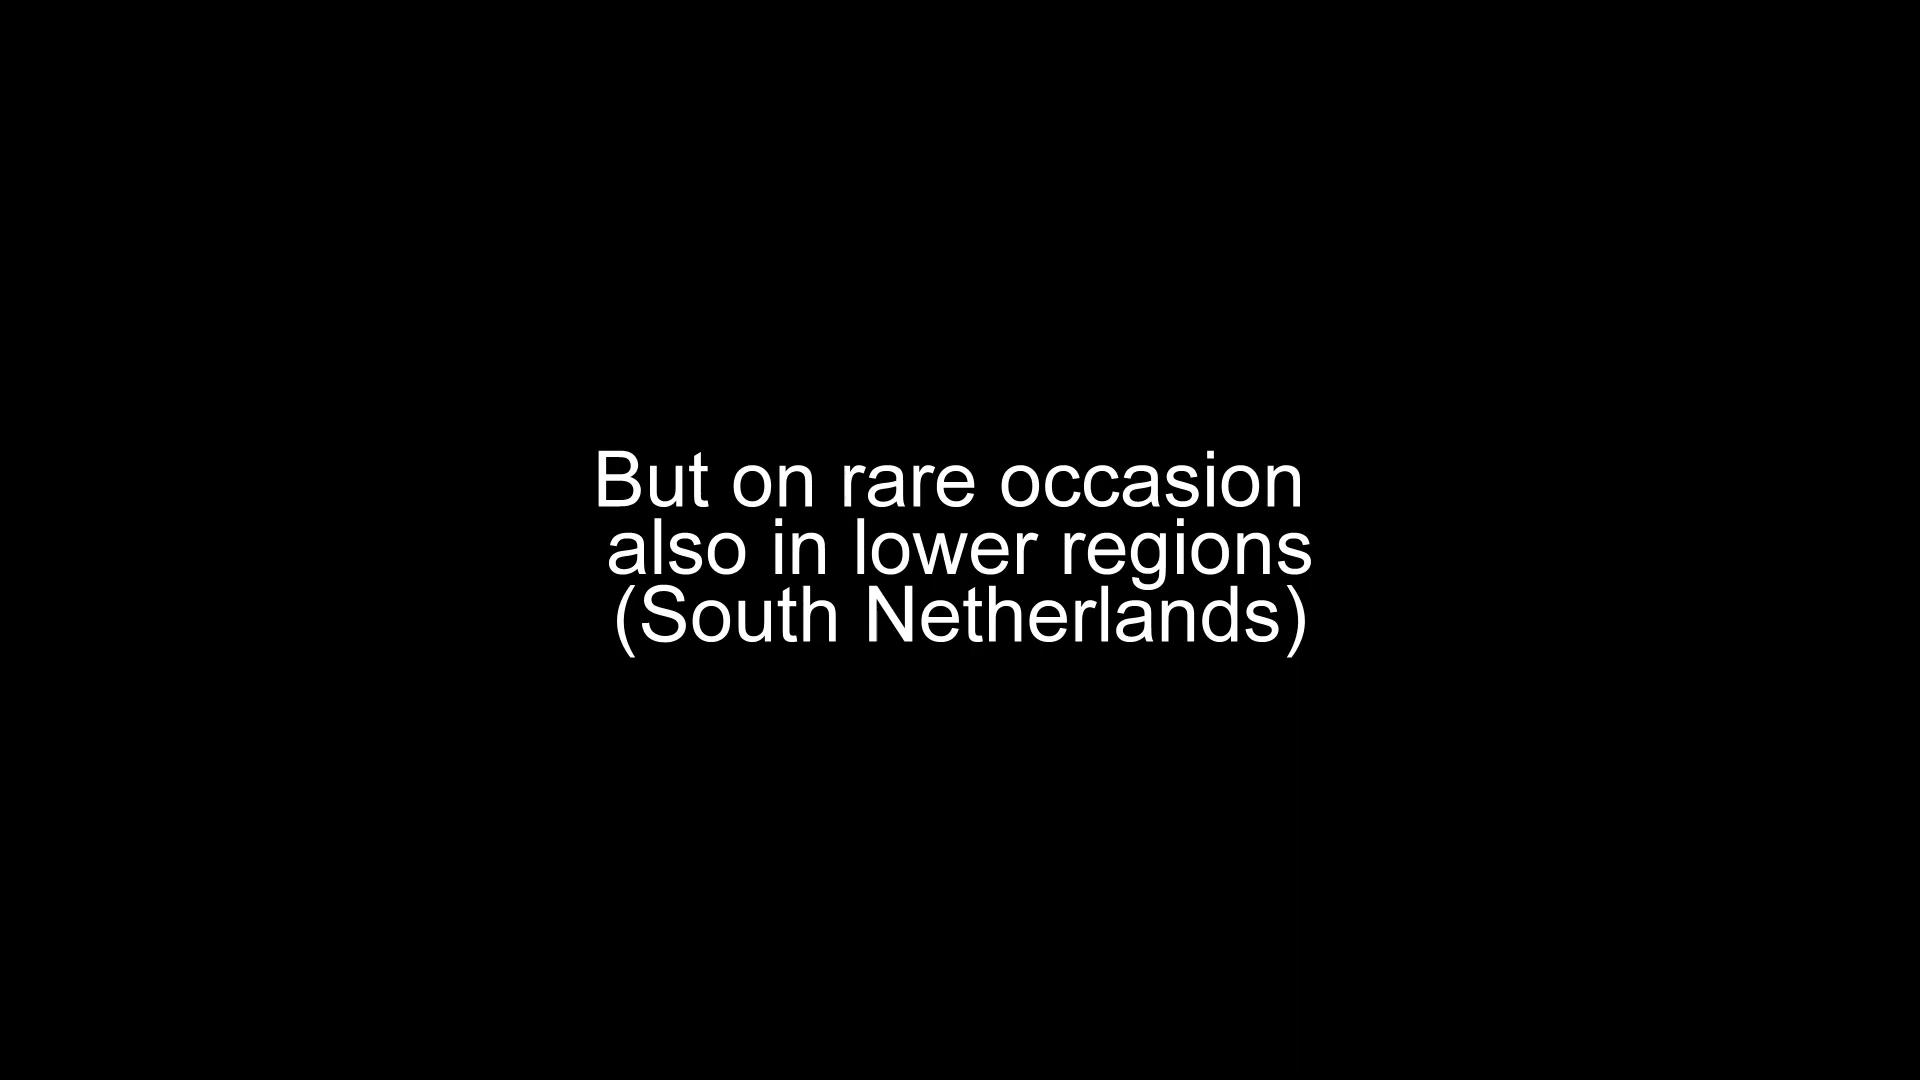 But on rare occasion
also in lower regions
(South Netherlands)